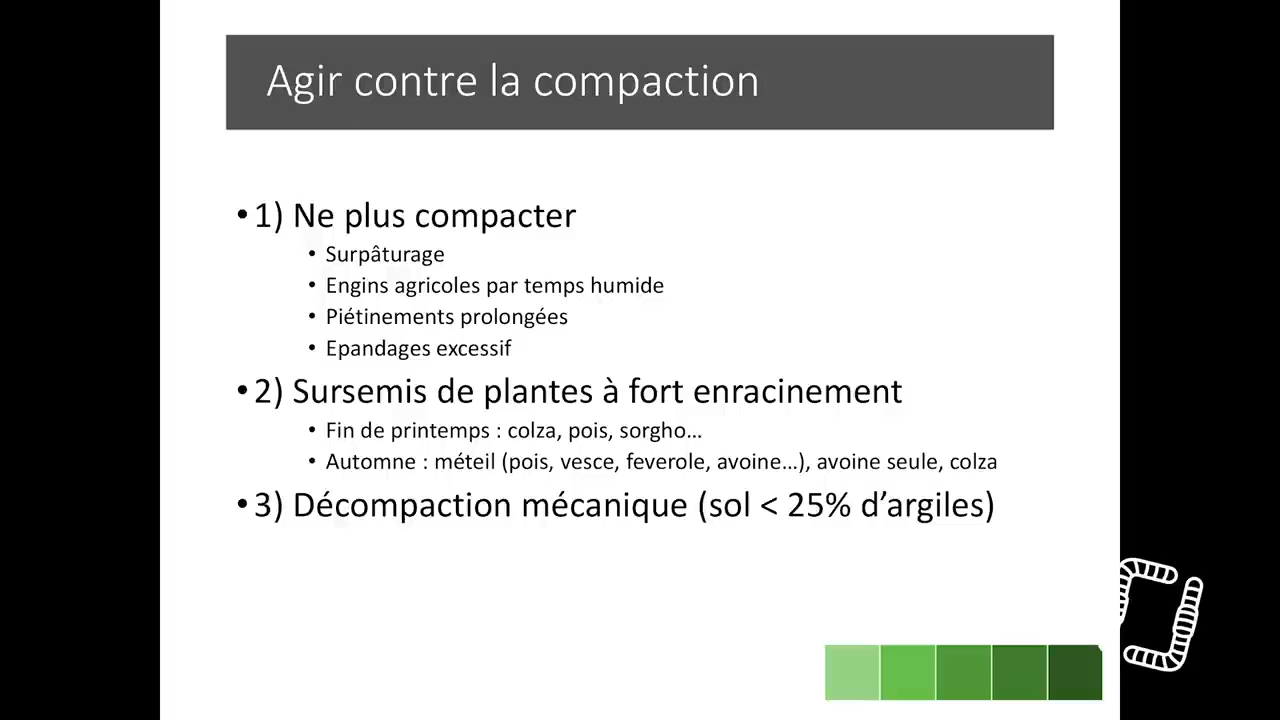 Agir contre la compaction
•1) Ne plus compacter
• Surpâturage
• Engins agricoles par temps humide
• Piétinements prolongées
• Epandages excessif
•2) Sursemis de plantes à fort enracinement
• Fin de printemps : colza, pois, sorgho…
• Automne : méteil (pois, vesce, feverole, avoine…), avoine seule, colza
•3) Décompaction mécanique (sol < 25% d’argiles)